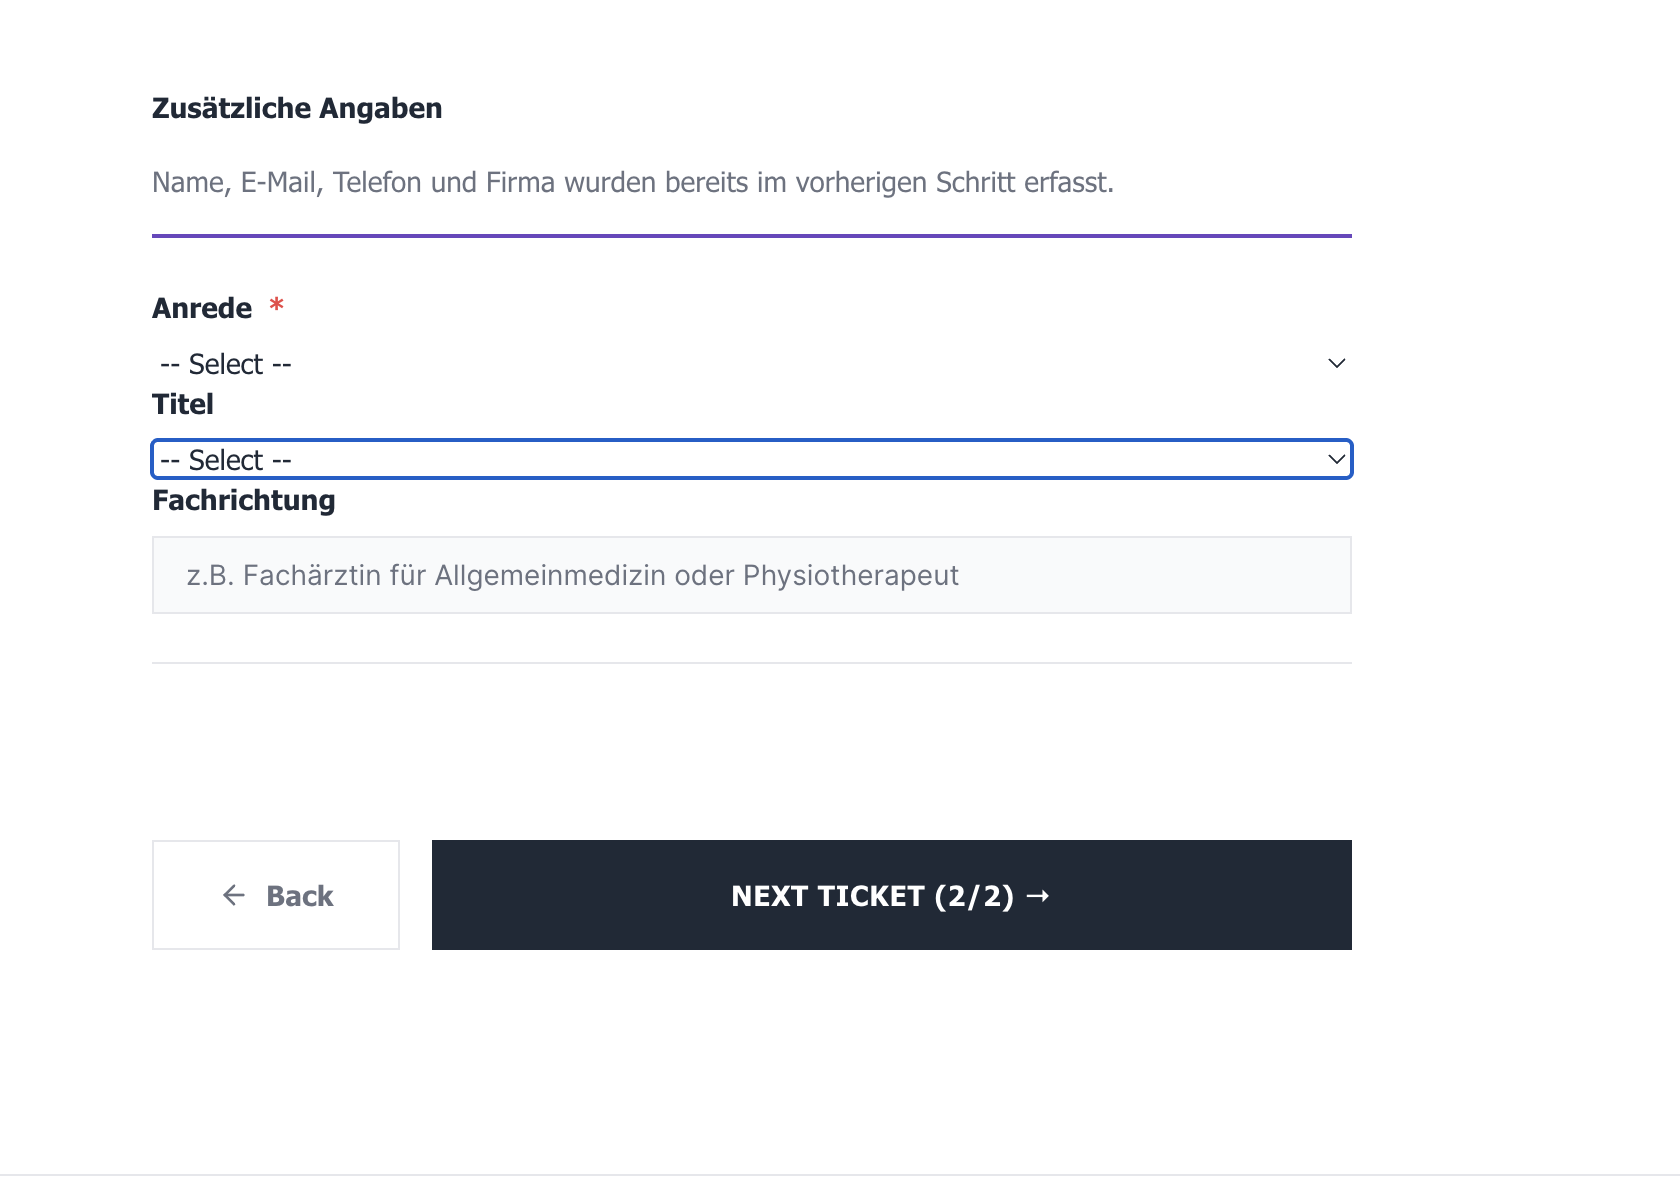 Zusätzliche Angaben
Name, E-Mail, Telefon und Firma wurden bereits im vorherigen Schritt erfasst.
Anrede *
-- Select --
Titel
-- Select --
Fachrichtung
z.B. Fachärztin für Allgemeinmedizin oder Physiotherapeut
← Back
NEXT TICKET (2/2) →